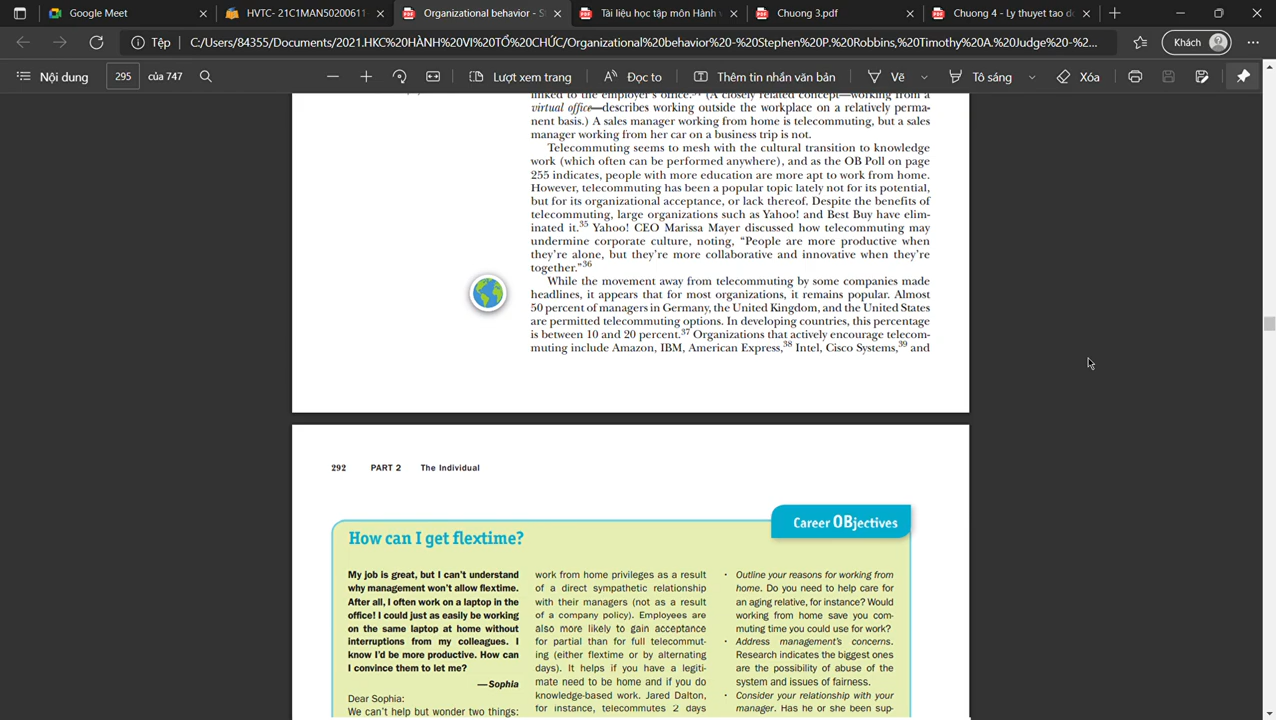 Google Meet
HVTC- 21C1MAN50200611
Organizational behavior - St
Tài liệu học tập môn Hành v
Chuong 3.pdf
Chuong 4 - Ly thuyet tao do
Tệp
C:/Users/84355/Documents/2021.HKC%20HÀNH%20VI%20TỔ%20CHỨC/Organizational%20behavior%20-%20Stephen%20P.%20Robbins,%20Timothy%20A.%20Judge%20-%2...
Khách
Nội dung
295
của 747
Lượt xem trang
Đọc to
Thêm tin nhắn văn bản
Vẽ
Tô sáng
Xóa
linked to the employer's office. (A closely related concept—working from a
virtual office—describes working outside the workplace on a relatively perma-
nent basis.) A sales manager working from home is telecommuting, but a sales
manager working from her car on a business trip is not.
Telecommuting seems to mesh with the cultural transition to knowledge
work (which often can be performed anywhere), and as the OB Poll on page
255 indicates, people with more education are more apt to work from home.
However, telecommuting has been a popular topic lately not for its potential,
but for its organizational acceptance, or lack thereof. Despite the benefits of
telecommuting, large organizations such as Yahoo! and Best Buy have elim-
inated it.35 Yahoo! CEO Marissa Mayer discussed how telecommuting may
undermine corporate culture, noting, "People are more productive when
they're alone, but they're more collaborative and innovative when they're
together."36
While the movement away from telecommuting by some companies made
headlines, it appears that for most organizations, it remains popular. Almost
50 percent of managers in Germany, the United Kingdom, and the United States
are permitted telecommuting options. In developing countries, this percentage
is between 10 and 20 percent.37 Organizations that actively encourage telecom-
muting include Amazon, IBM, American Express,38 Intel, Cisco Systems,39 and
292 PART 2 The Individual
Career OBjectives
How can I get flextime?
My job is great, but I can't understand
why management won't allow flextime.
After all, I often work on a laptop in the
office! I could just as easily be working
on the same laptop at home without
interruptions from my colleagues. I
know I'd be more productive. How can
I convince them to let me?
—Sophia
Dear Sophia:
We can't help but wonder two things:
work from home privileges as a result
of a direct sympathetic relationship
with their managers (not as a result
of a company policy). Employees are
also more likely to gain acceptance
for partial than for full telecommut-
ing (either flextime or by alternating
days). It helps if you have a legiti-
mate need to be home and if you do
knowledge-based work. Jared Dalton,
for instance, telecommutes 2 days
• Outline your reasons for working from
home. Do you need to help care for
an aging relative, for instance? Would
working from home save you com-
muting time you could use for work?
• Address management's concerns.
Research indicates the biggest ones
are the possibility of abuse of the
system and issues of fairness.
• Consider your relationship with your
manager. Has he or she been sup-